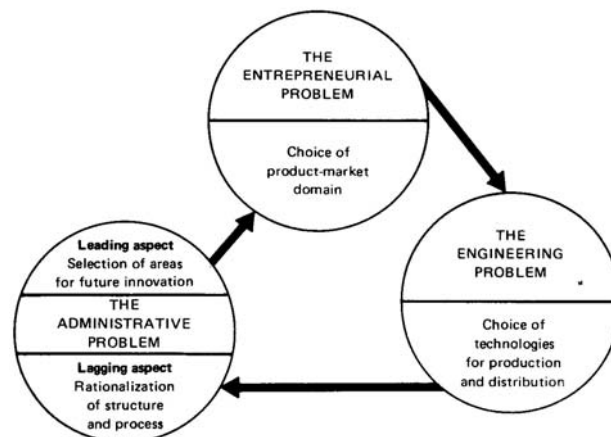 THE
ENTREPRENEURIAL
PROBLEM
Choice of
product-market
domain
THE
ENGINEERING
PROBLEM
Choice of
technologies
for production
and distribution
Leading aspect
Selection of areas
for future innovation
THE
ADMINISTRATIVE
PROBLEM
Lagging aspect
Rationalization
of structure
and process